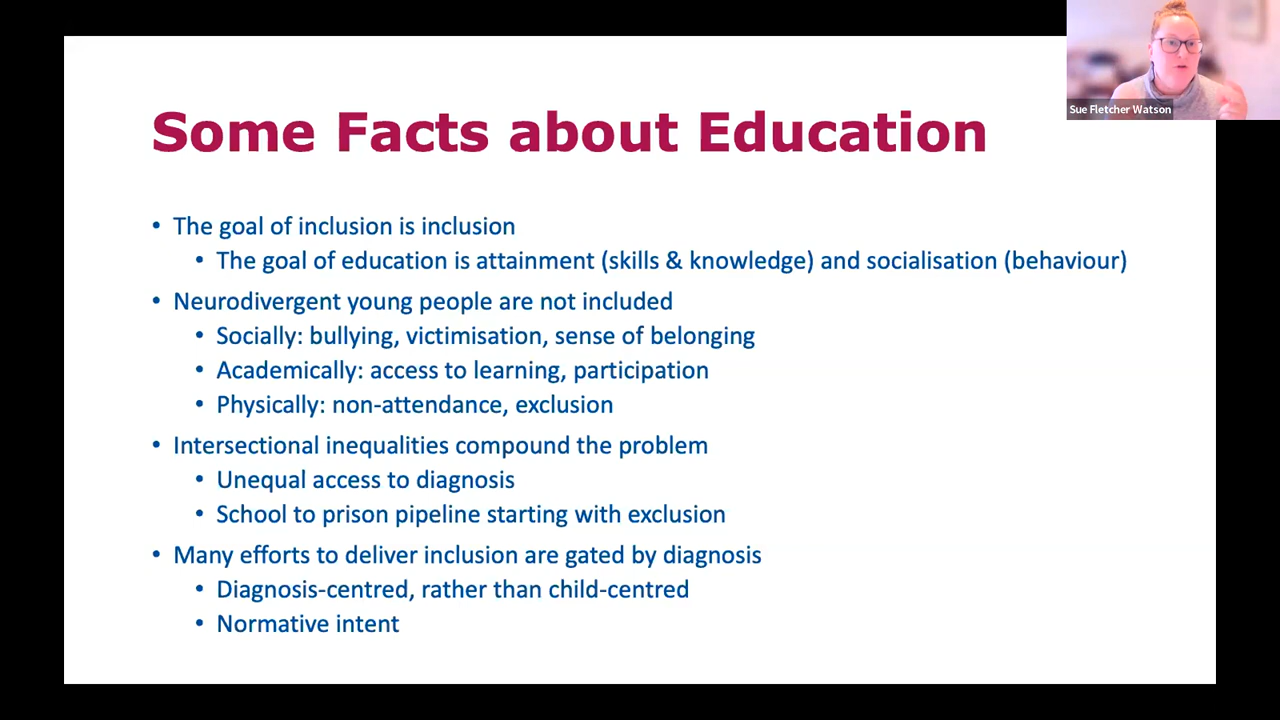 Sue Fletcher Watson
Some Facts about Education
• The goal of inclusion is inclusion
• The goal of education is attainment (skills & knowledge) and socialisation (behaviour)
• Neurodivergent young people are not included
• Socially: bullying, victimisation, sense of belonging
• Academically: access to learning, participation
• Physically: non-attendance, exclusion
• Intersectional inequalities compound the problem
• Unequal access to diagnosis
• School to prison pipeline starting with exclusion
• Many efforts to deliver inclusion are gated by diagnosis
• Diagnosis-centred, rather than child-centred
• Normative intent